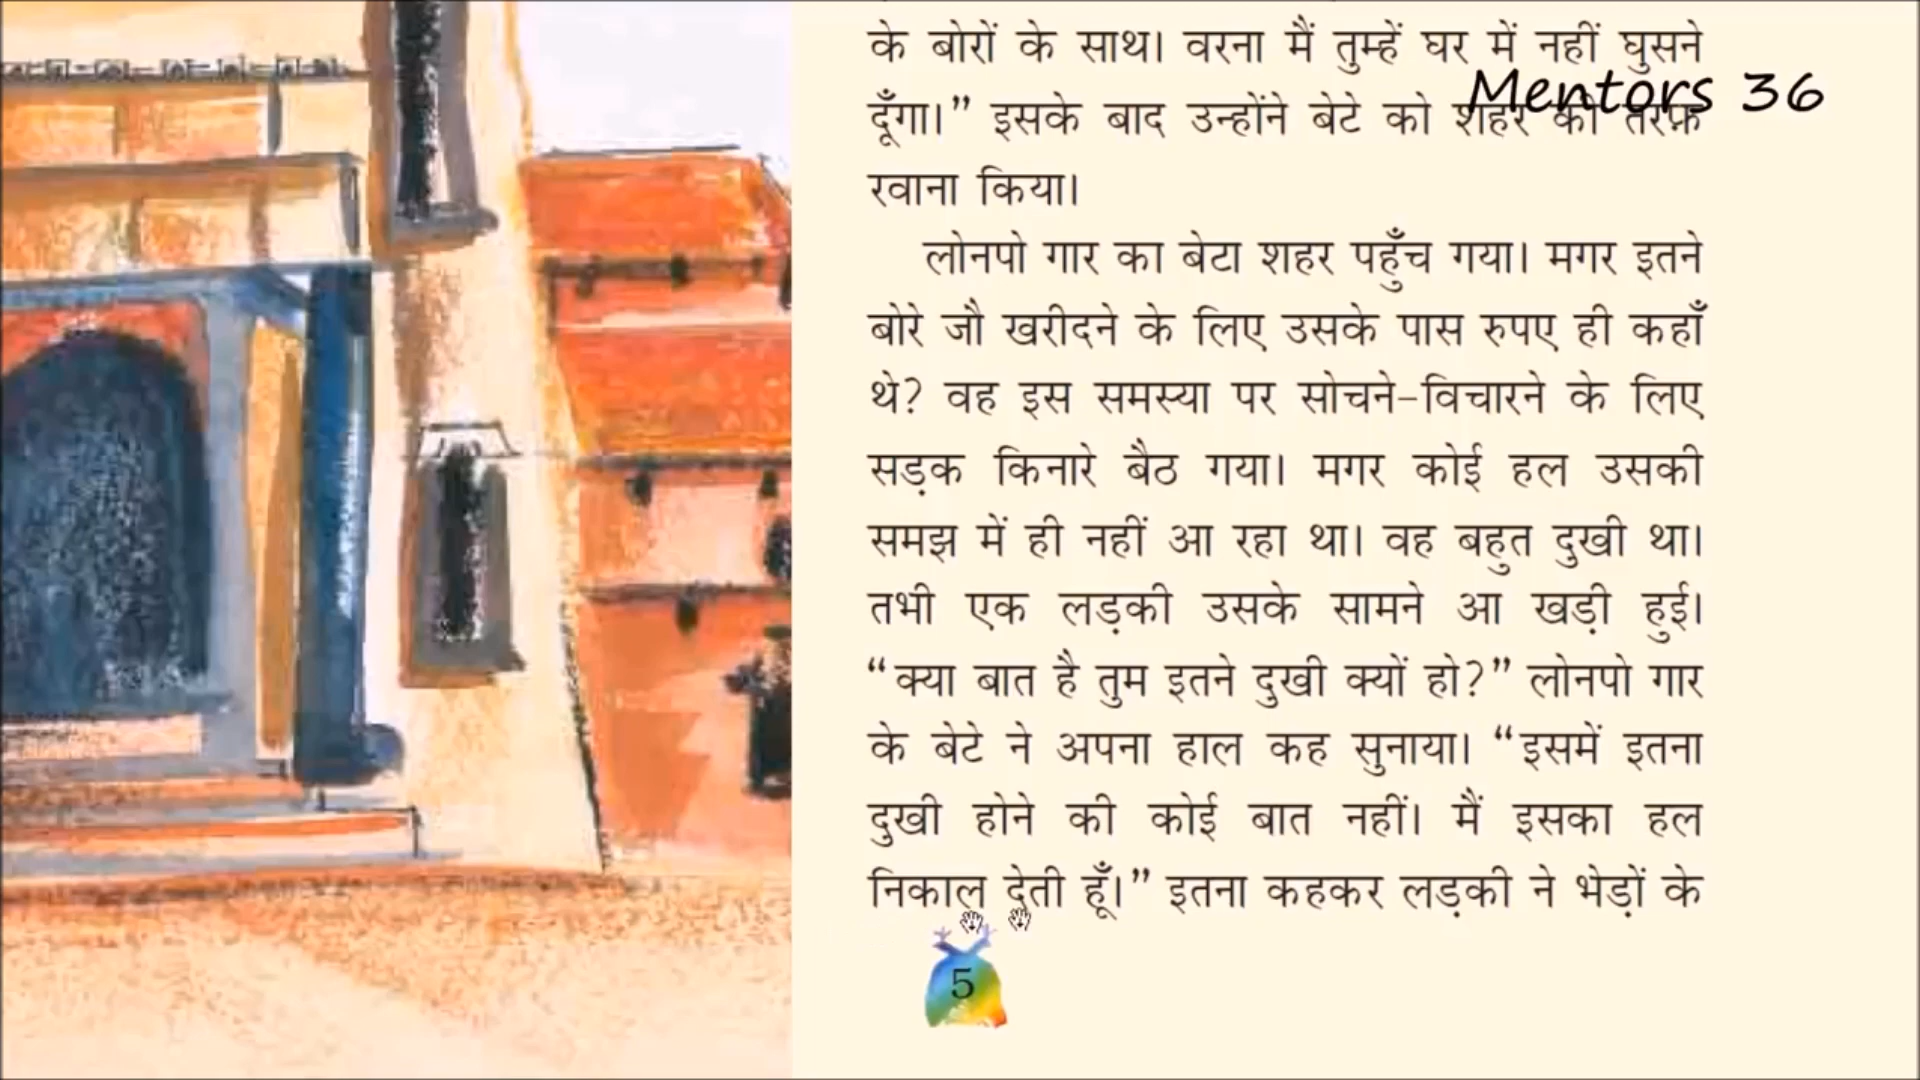 के बोरों के साथ। वरना मैं तुम्हें घर में नहीं घुसने
Mentors 36
दूँगा।” इसके बाद उन्होंने बेटे को शहर की तरफ़
रवाना किया।
लोनपो गार का बेटा शहर पहुँच गया। मगर इतने
बोरे जौ खरीदने के लिए उसके पास रुपए ही कहाँ
थे? वह इस समस्या पर सोचने-विचारने के लिए
सड़क किनारे बैठ गया। मगर कोई हल उसकी
समझ में ही नहीं आ रहा था। वह बहुत दुखी था।
तभी एक लड़की उसके सामने आ खड़ी हुई।
“क्या बात है तुम इतने दुखी क्यों हो?” लोनपो गार
के बेटे ने अपना हाल कह सुनाया। “इसमें इतना
दुखी होने की कोई बात नहीं। मैं इसका हल
निकाल देती हूँ।” इतना कहकर लड़की ने भेड़ों के
5